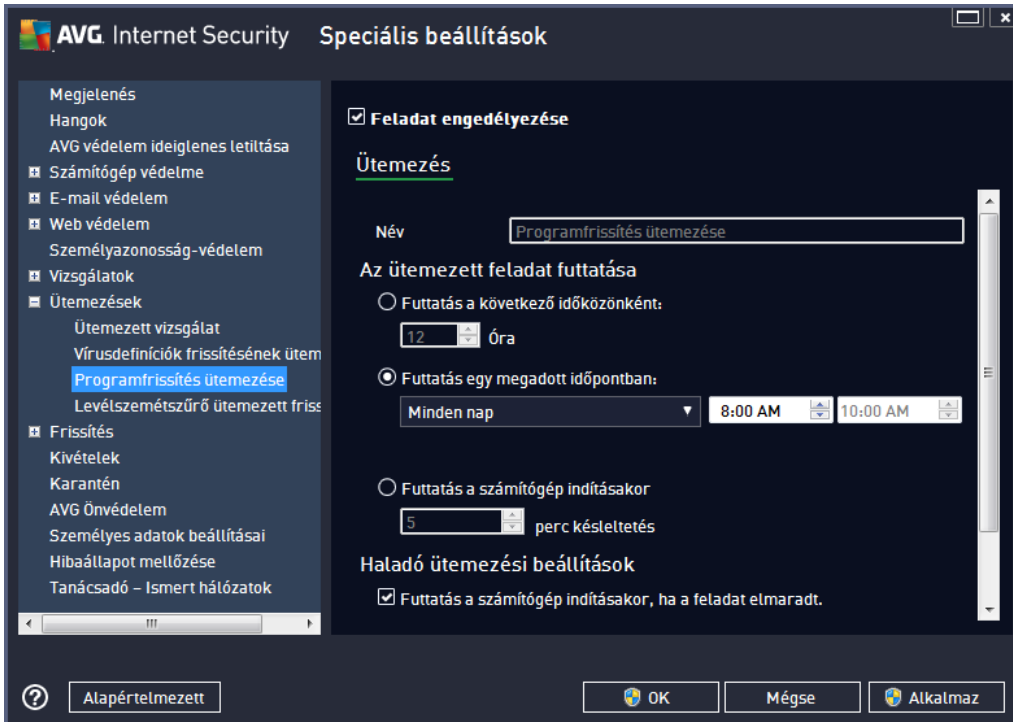 AVG. Internet Security Speciális beállítások
Megjelenés
Hangok
AVG védelem ideiglenes letiltása
Számítógép védelme
E-mail védelem
Web védelem
Személyazonosság-védelem
Vizsgálatok
Ütemezések
Ütemezett vizsgálat
Vírusdefiníciók frissítésének ütem
Programfrissítés ütemezése
Levélszemétszűrő ütemezett friss
Frissítés
Kivételek
Karantén
AVG Önvédelem
Személyes adatok beállításai
Hibaállapot mellőzése
Tanácsadó – Ismert hálózatok
Feladat engedélyezése
Ütemezés
Név Programfrissítés ütemezése
Az ütemezett feladat futtatása
Futtatás a következő időközönként:
12 Óra
Futtatás egy megadott időpontban:
Minden nap 8:00 AM 10:00 AM
Futtatás a számítógép indításakor
5 perc késleltetés
Haladó ütemezési beállítások
Futtatás a számítógép indításakor, ha a feladat elmaradt.
? Alapértelmezett OK Mégse Alkalmaz